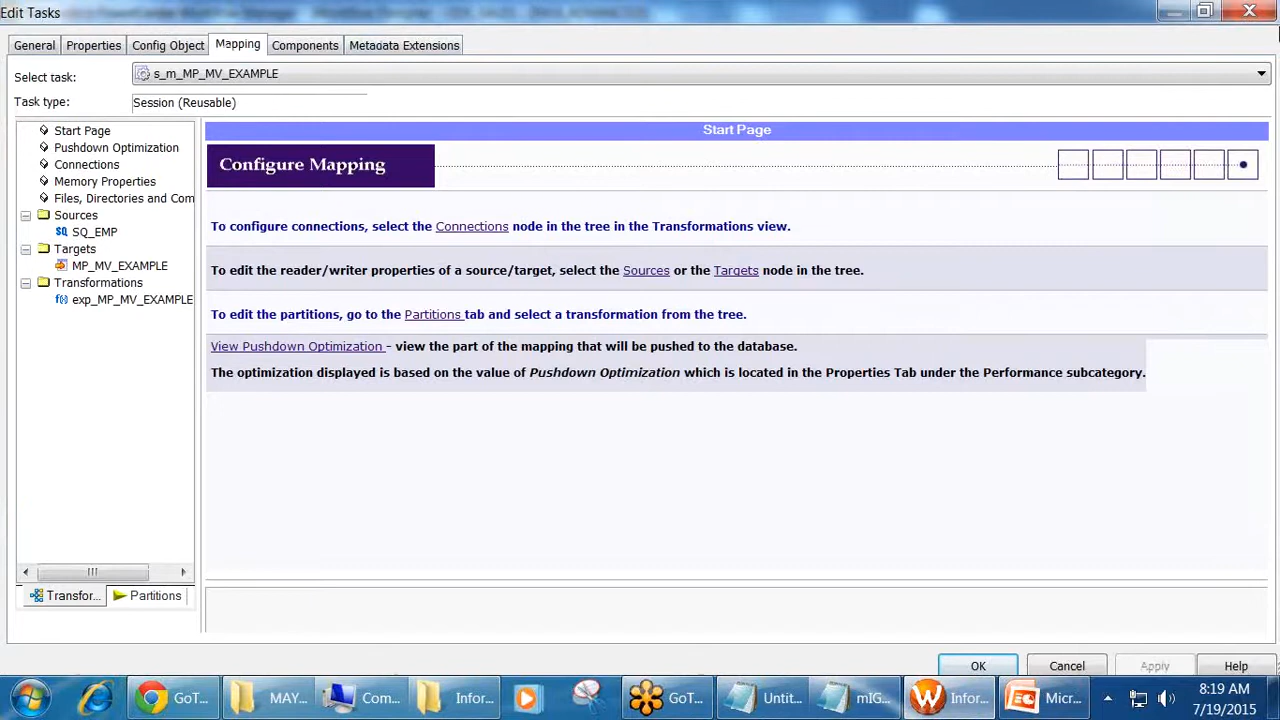 Edit Tasks
General Properties Config Object Mapping Components Metadata Extensions
Select task: s_m_MP_MV_EXAMPLE
Task type: Session (Reusable)
Start Page
Pushdown Optimization
Connections
Memory Properties
Files, Directories and Com
Sources
SQ_EMP
Targets
MP_MV_EXAMPLE
Transformations
exp_MP_MV_EXAMPLE
Transfor... Partitions
Start Page
Configure Mapping
To configure connections, select the Connections node in the tree in the Transformations view.
To edit the reader/writer properties of a source/target, select the Sources or the Targets node in the tree.
To edit the partitions, go to the Partitions tab and select a transformation from the tree.
View Pushdown Optimization - view the part of the mapping that will be pushed to the database.
The optimization displayed is based on the value of Pushdown Optimization which is located in the Properties Tab under the Performance subcategory.
OK Cancel Apply Help
GoT... MAY... Com... Infor... GoT... Untit... mIG... Infor... Micr...
8:19 AM
7/19/2015